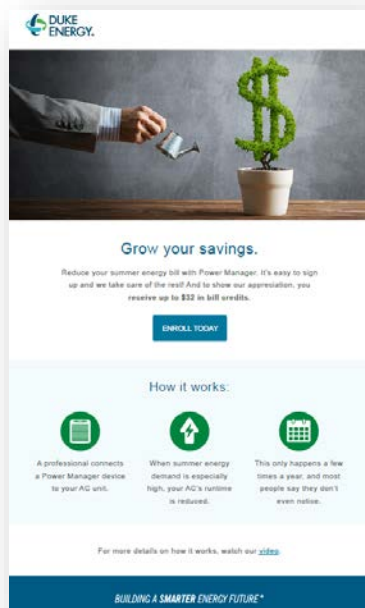 DUKE
ENERGY.
Grow your savings.
Reduce your summer energy bill with Power Manager. It's easy to sign
up and we take care of the rest! And to show our appreciation, you
receive up to $32 in bill credits.
ENROLL TODAY
How it works:
A professional connects
a Power Manager device
to your AC unit.
When summer energy
demand is especially
high, your AC's runtime
is reduced.
This only happens a few
times a year, and most
people say they don't
even notice.
For more details on how it works, watch our video.
BUILDING A SMARTER ENERGY FUTURE®